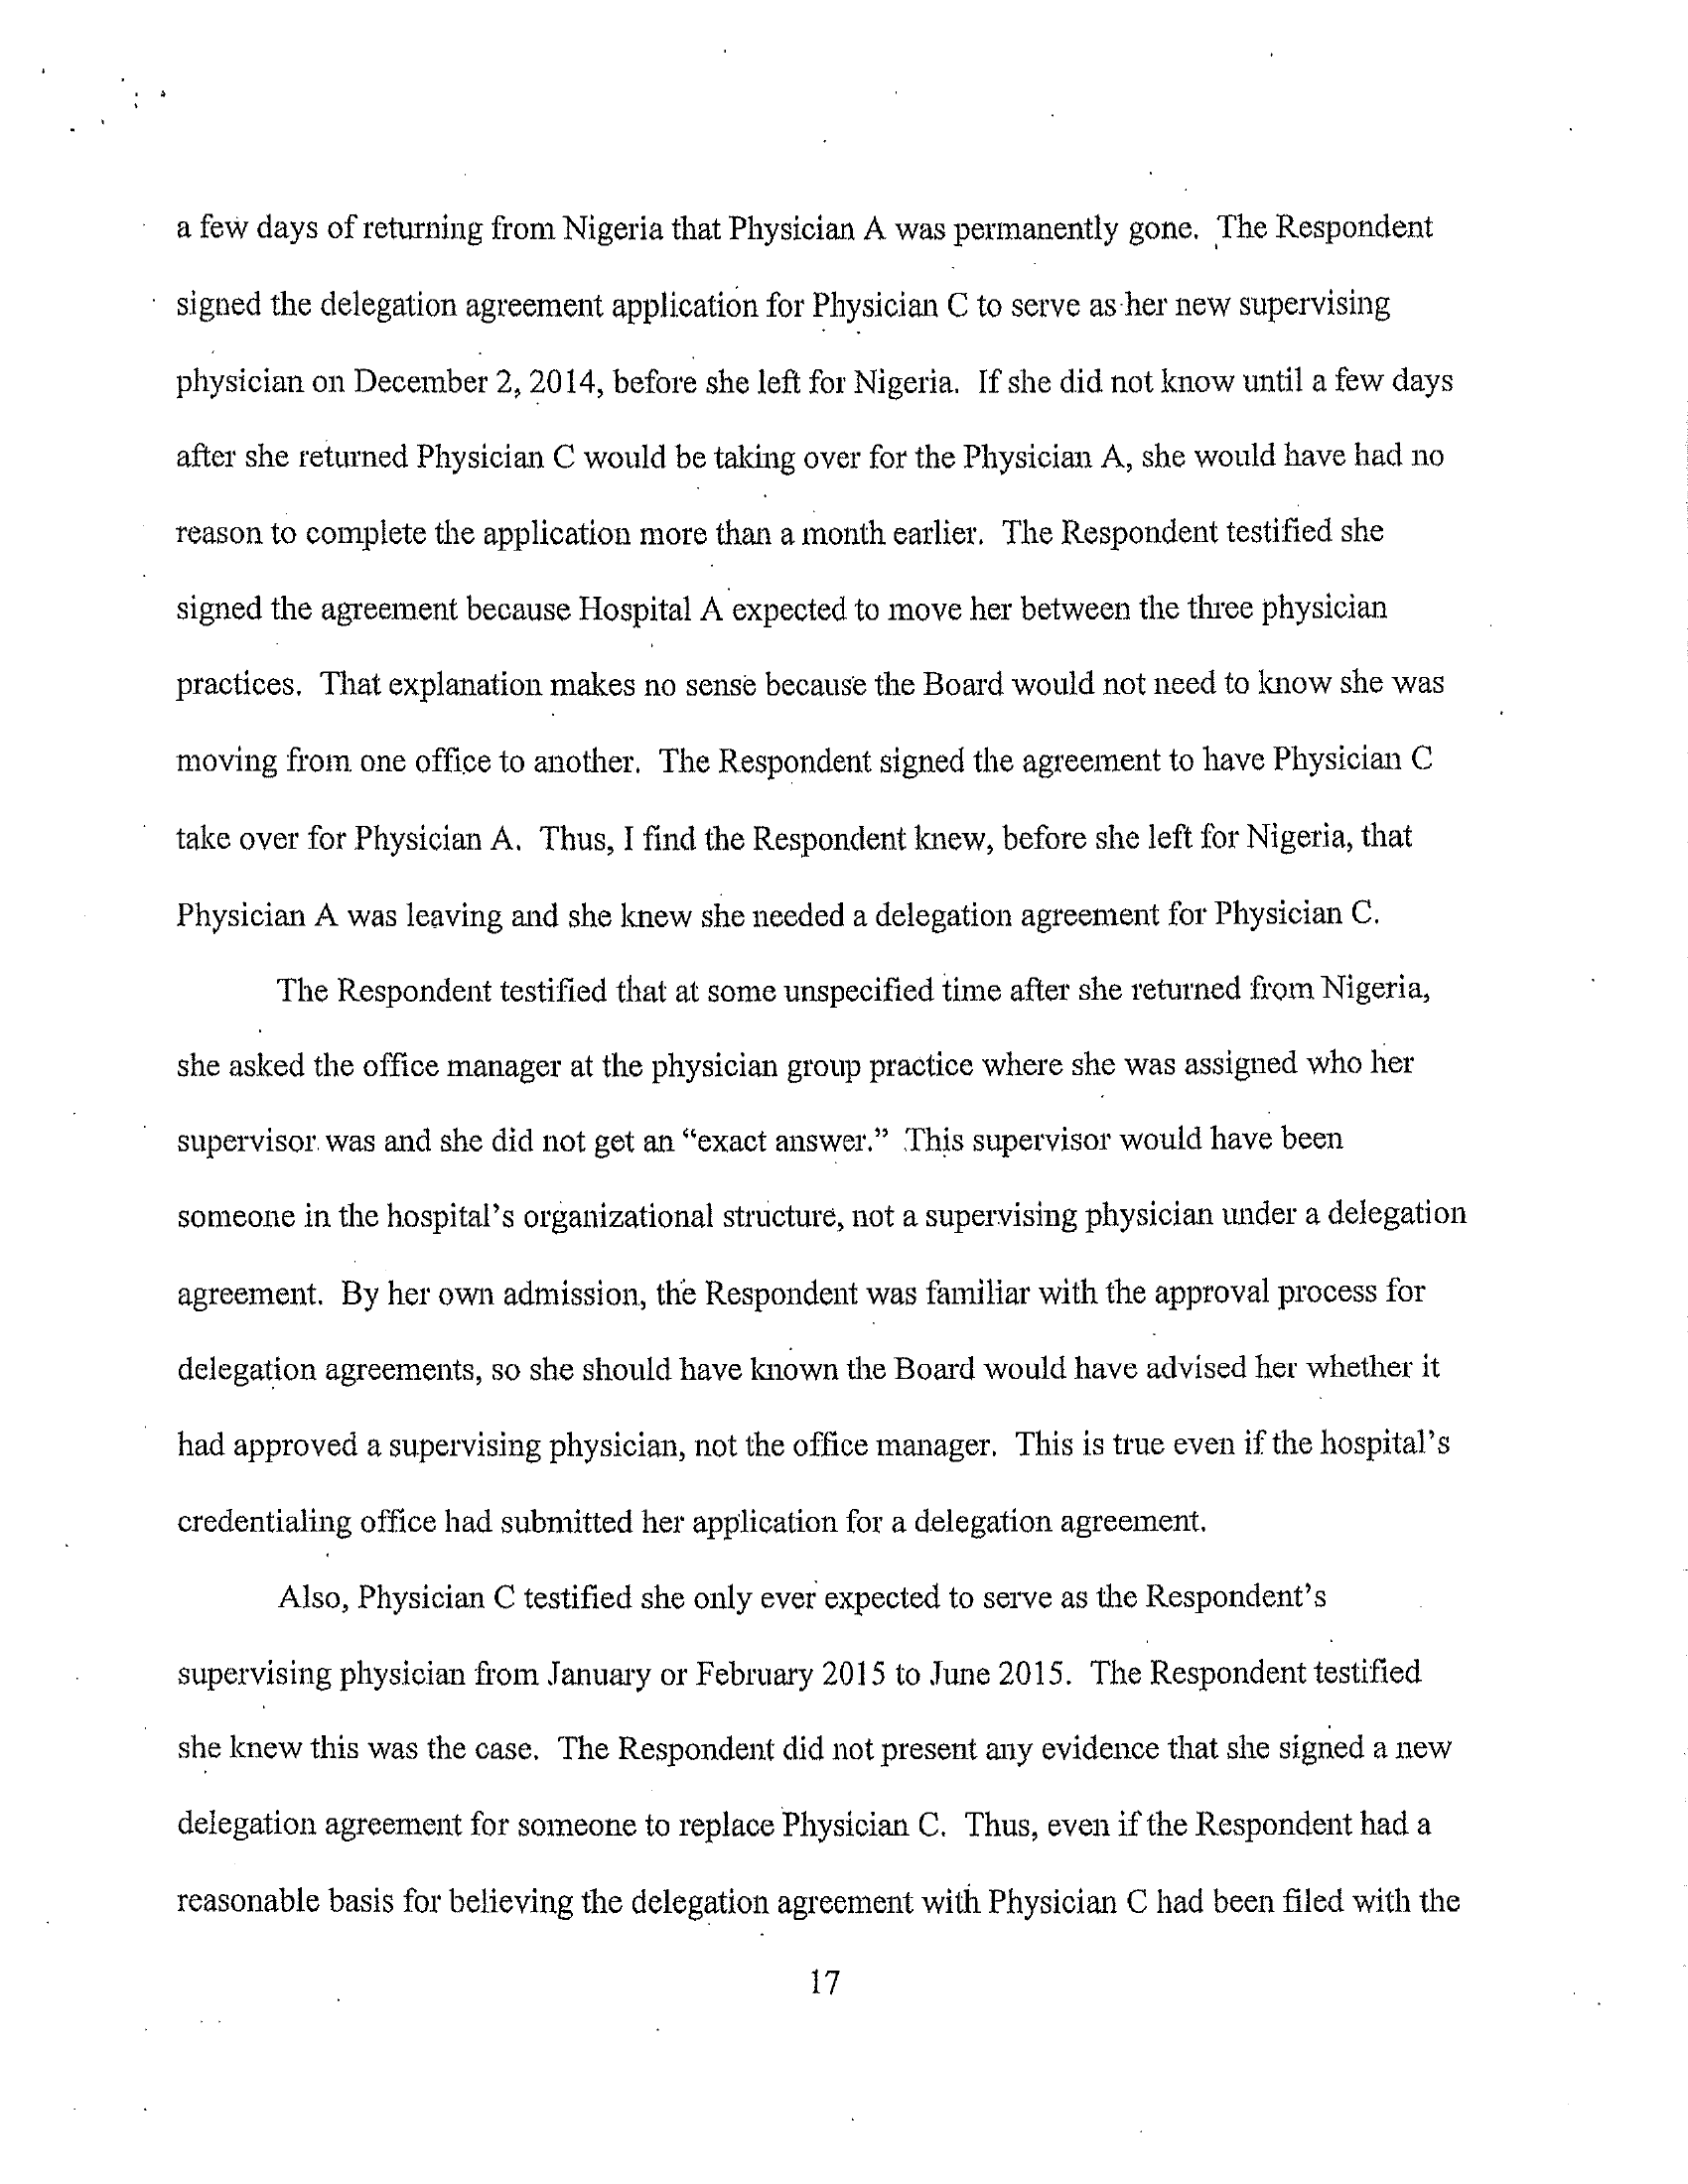 a few days of returning from Nigeria that Physician A was permanently gone. The Respondent
signed the delegation agreement application for Physician C to serve as her new supervising
physician on December 2, 2014, before she left for Nigeria. If she did not know until a few days
after she returned Physician C would be taking over for the Physician A, she would have had no
reason to complete the application more than a month earlier. The Respondent testified she
signed the agreement because Hospital A expected to move her between the three physician
practices. That explanation makes no sense because the Board would not need to know she was
moving from one office to another. The Respondent signed the agreement to have Physician C
take over for Physician A. Thus, I find the Respondent knew, before she left for Nigeria, that
Physician A was leaving and she knew she needed a delegation agreement for Physician C.
The Respondent testified that at some unspecified time after she returned from Nigeria,
she asked the office manager at the physician group practice where she was assigned who her
supervisor was and she did not get an “exact answer.” This supervisor would have been
someone in the hospital’s organizational structure, not a supervising physician under a delegation
agreement. By her own admission, the Respondent was familiar with the approval process for
delegation agreements, so she should have known the Board would have advised her whether it
had approved a supervising physician, not the office manager. This is true even if the hospital’s
credentialing office had submitted her application for a delegation agreement.
Also, Physician C testified she only ever expected to serve as the Respondent’s
supervising physician from January or February 2015 to June 2015. The Respondent testified
she knew this was the case. The Respondent did not present any evidence that she signed a new
delegation agreement for someone to replace Physician C. Thus, even if the Respondent had a
reasonable basis for believing the delegation agreement with Physician C had been filed with the
17